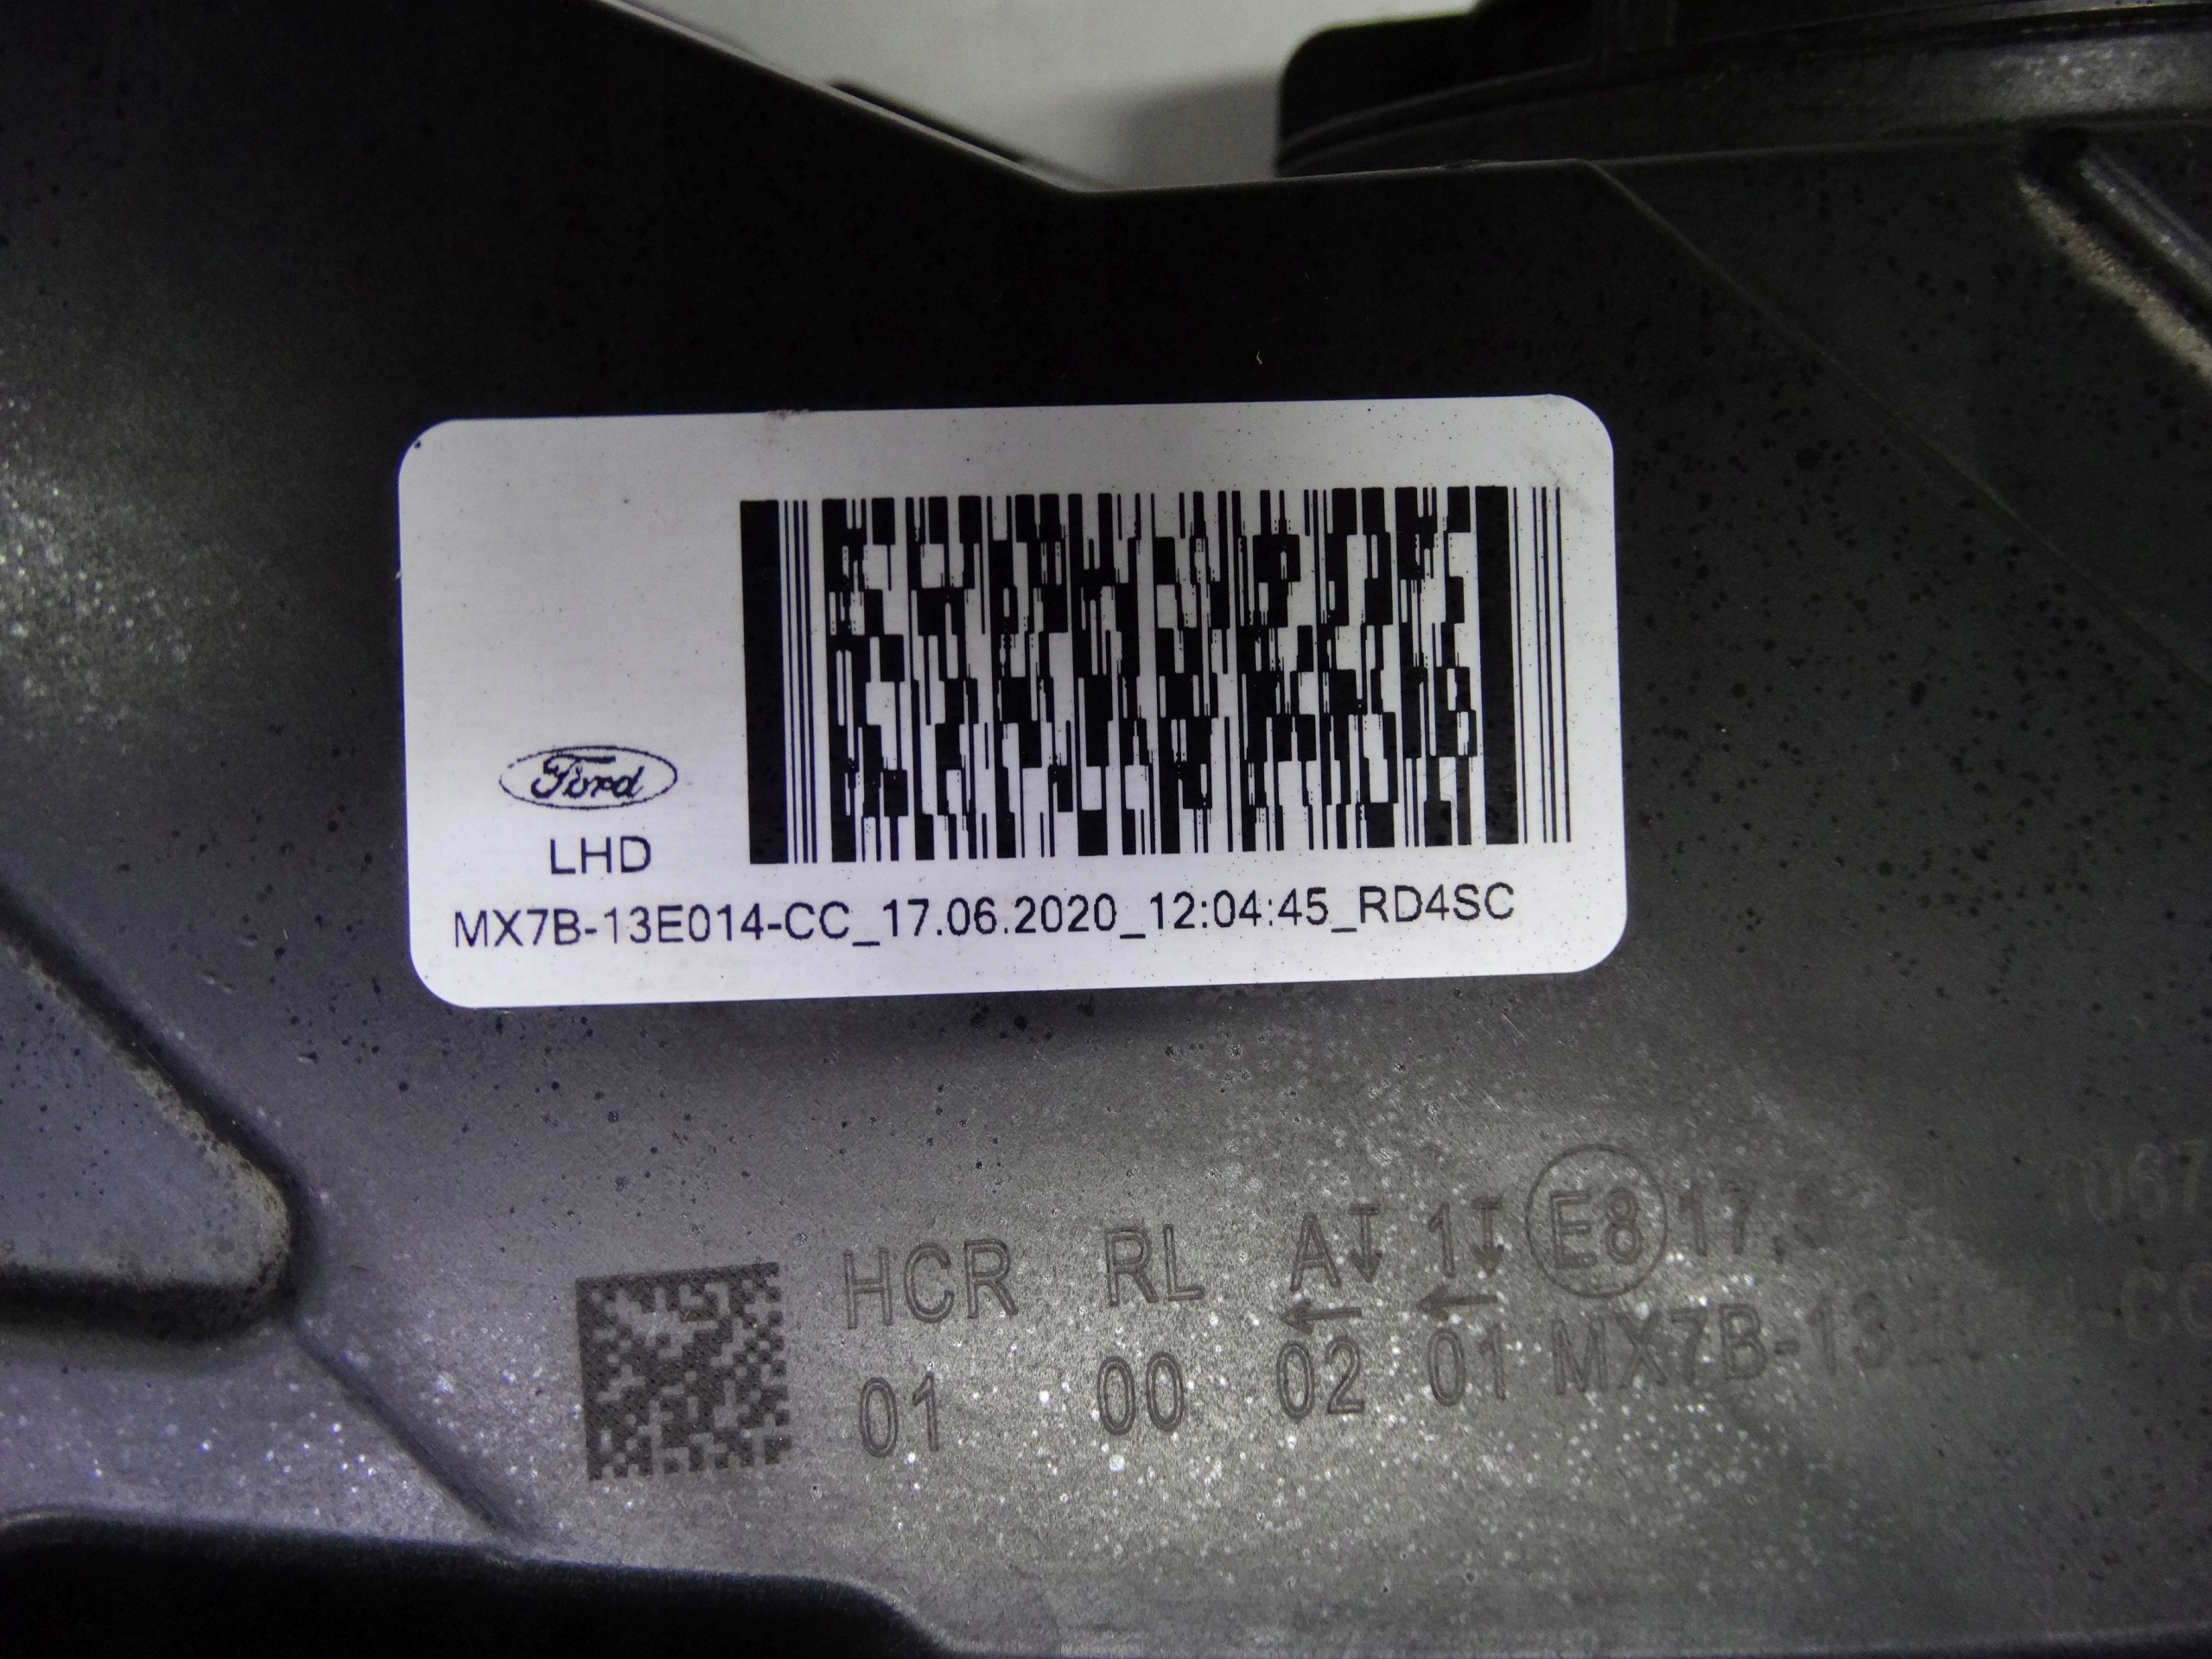 Ford
LHD
MX7B-13E014-CC_17.06.2020_12:04:45_RD4SC
HCR RL A 1 E8 17
01 00 02 01 MX7B-13